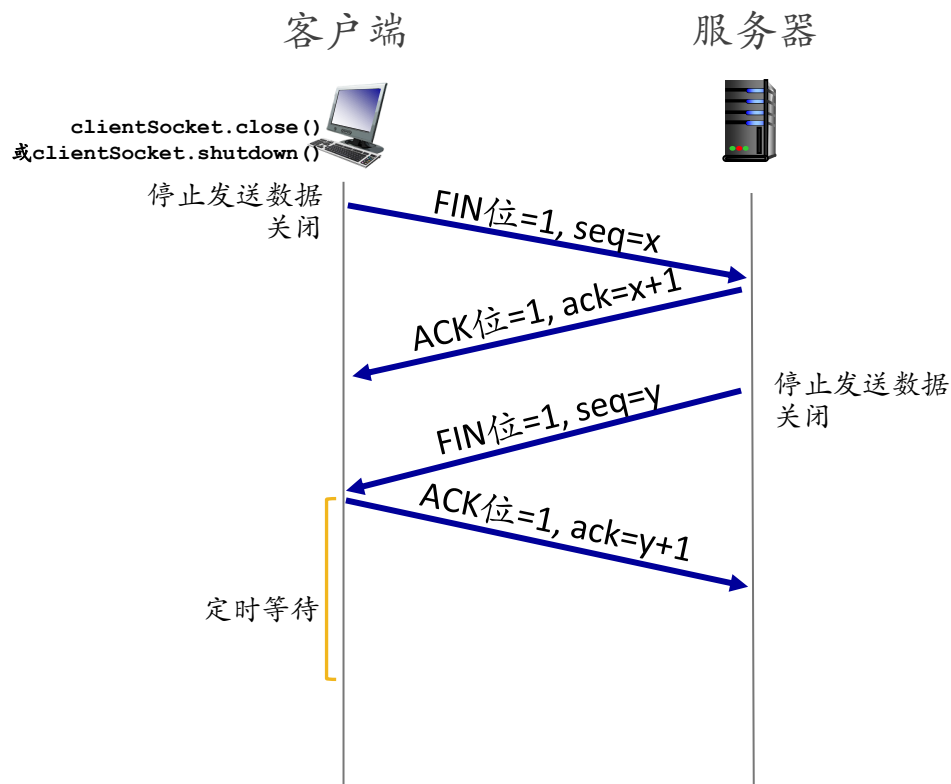 客户端
服务器
clientSocket.close()
或clientSocket.shutdown()
停止发送数据
关闭
FIN位=1, seq=x
ACK位=1, ack=x+1
停止发送数据
关闭
FIN位=1, seq=y
ACK位=1, ack=y+1
定时等待